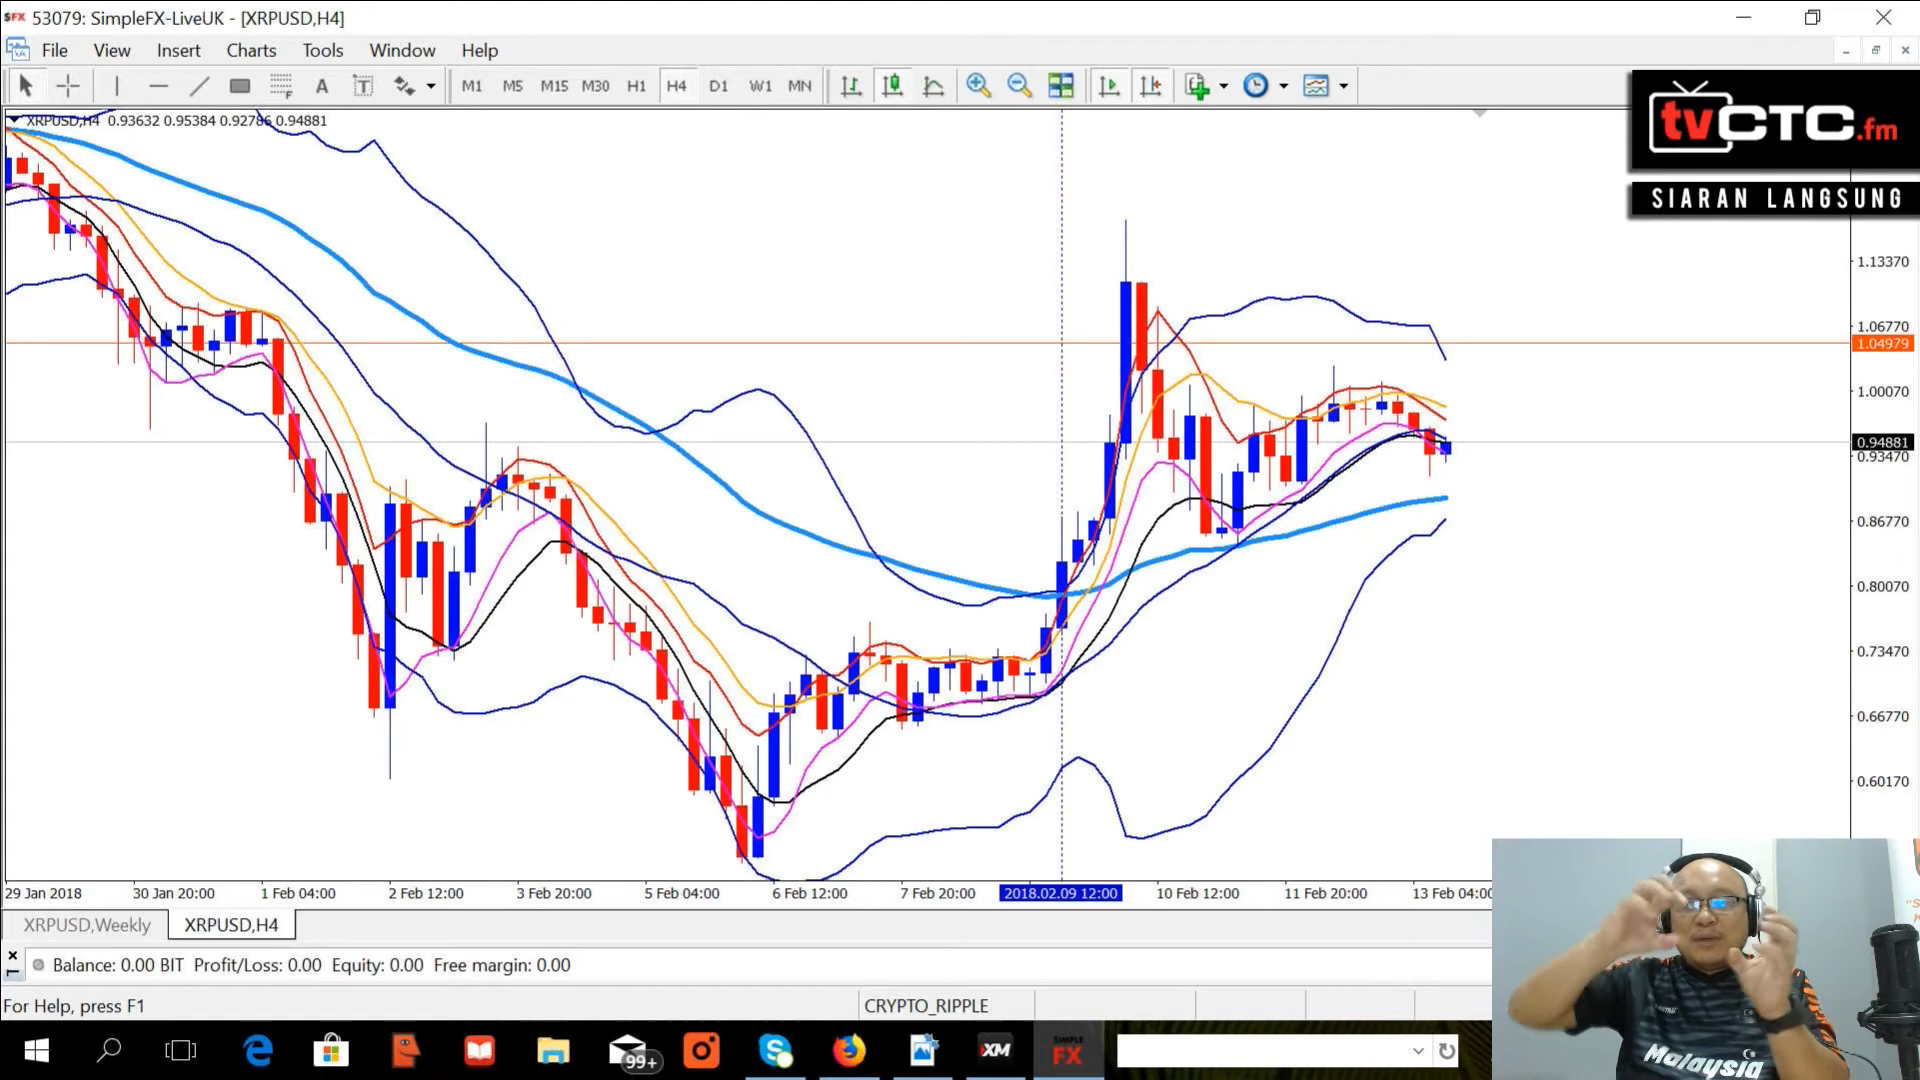 53079: SimpleFX-LiveUK - [XRPUSD,H4]
File View Insert Charts Tools Window Help
M1 M5 M15 M30 H1 H4 D1 W1 MN
XRPUSD,H4 0.93632 0.95384 0.92786 0.94881
tvCTC.fm
SIARAN LANGSUNG
1.13370
1.06770
1.04979
1.00070
0.94881
0.93470
0.86770
0.80070
0.73470
0.66770
0.60170
29 Jan 2018 30 Jan 20:00 1 Feb 04:00 2 Feb 12:00 3 Feb 20:00 5 Feb 04:00 6 Feb 12:00 7 Feb 20:00 2018.02.09 12:00 10 Feb 12:00 11 Feb 20:00 13 Feb 04:00
XRPUSD,Weekly XRPUSD,H4
Balance: 0.00 BIT Profit/Loss: 0.00 Equity: 0.00 Free margin: 0.00
For Help, press F1
CRYPTO_RIPPLE
99+
XM
SIMPLE
FX
Malaysia